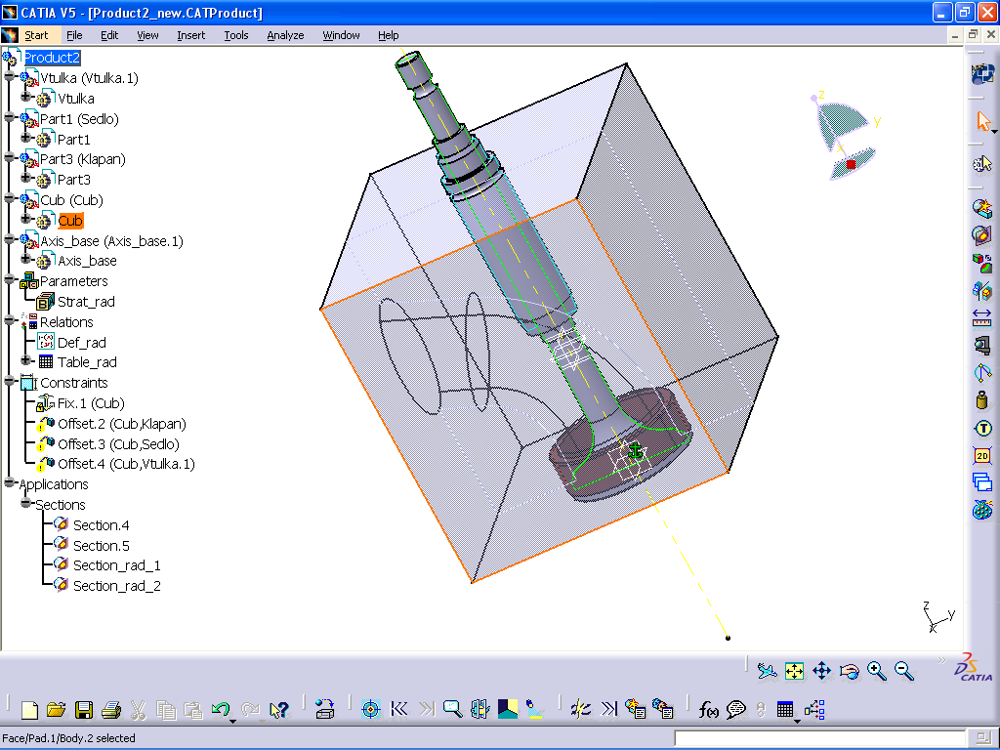 CATIA V5 - [Product2_new.CATProduct]
Start File Edit View Insert Tools Analyze Window Help
Product2
Vtulka (Vtulka.1)
Vtulka
Part1 (Sedlo)
Part1
Part3 (Klapan)
Part3
Cub (Cub)
Cub
Axis_base (Axis_base.1)
Axis_base
Parameters
Strat_rad
Relations
Def_rad
Table_rad
Constraints
Fix.1 (Cub)
Offset.2 (Cub,Klapan)
Offset.3 (Cub,Sedlo)
Offset.4 (Cub,Vtulka.1)
Applications
Sections
Section.4
Section.5
Section_rad_1
Section_rad_2
z
y
x
z
y
x
T
2D
DS
CATIA
f(x)
Face/Pad.1/Body.2 selected